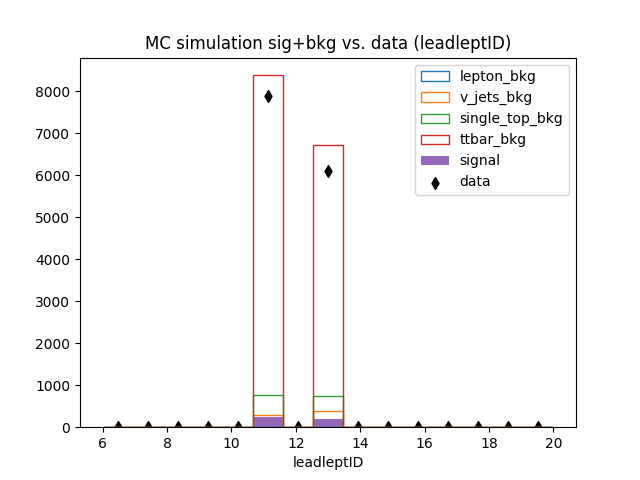 MC simulation sig+bkg vs. data (leadleptID)
lepton_bkg
v_jets_bkg
single_top_bkg
ttbar_bkg
signal
data
8000
7000
6000
5000
4000
3000
2000
1000
0
6 8 10 12 14 16 18 20
leadleptID